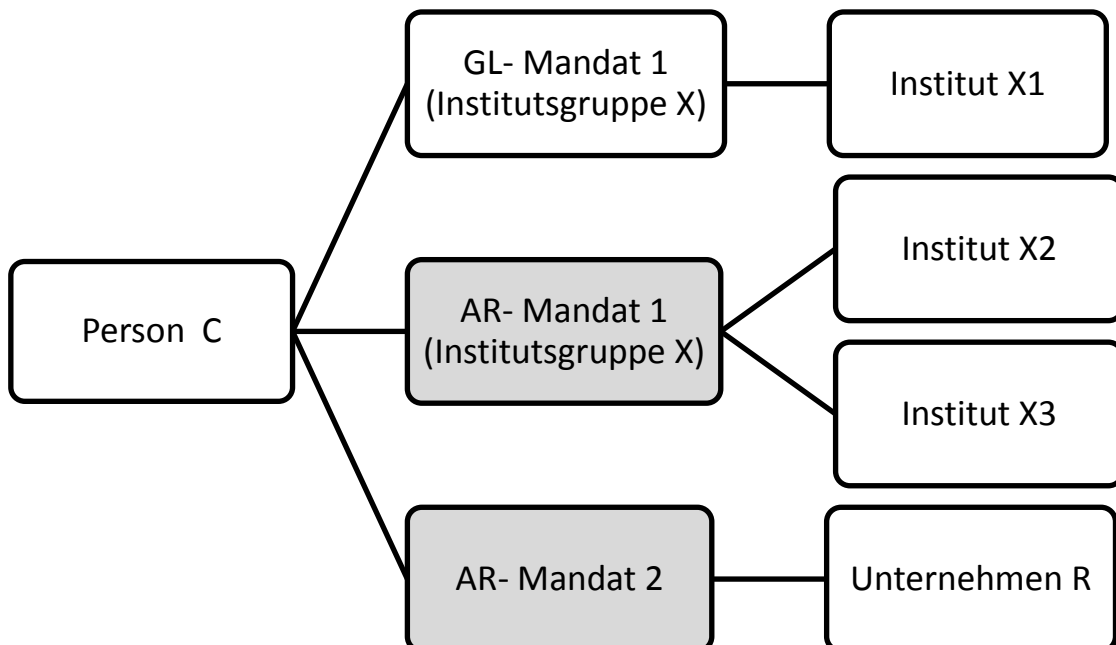 GL- Mandat 1
(Institutsgruppe X)
Institut X1
Institut X2
Person C
AR- Mandat 1
(Institutsgruppe X)
Institut X3
AR- Mandat 2
Unternehmen R